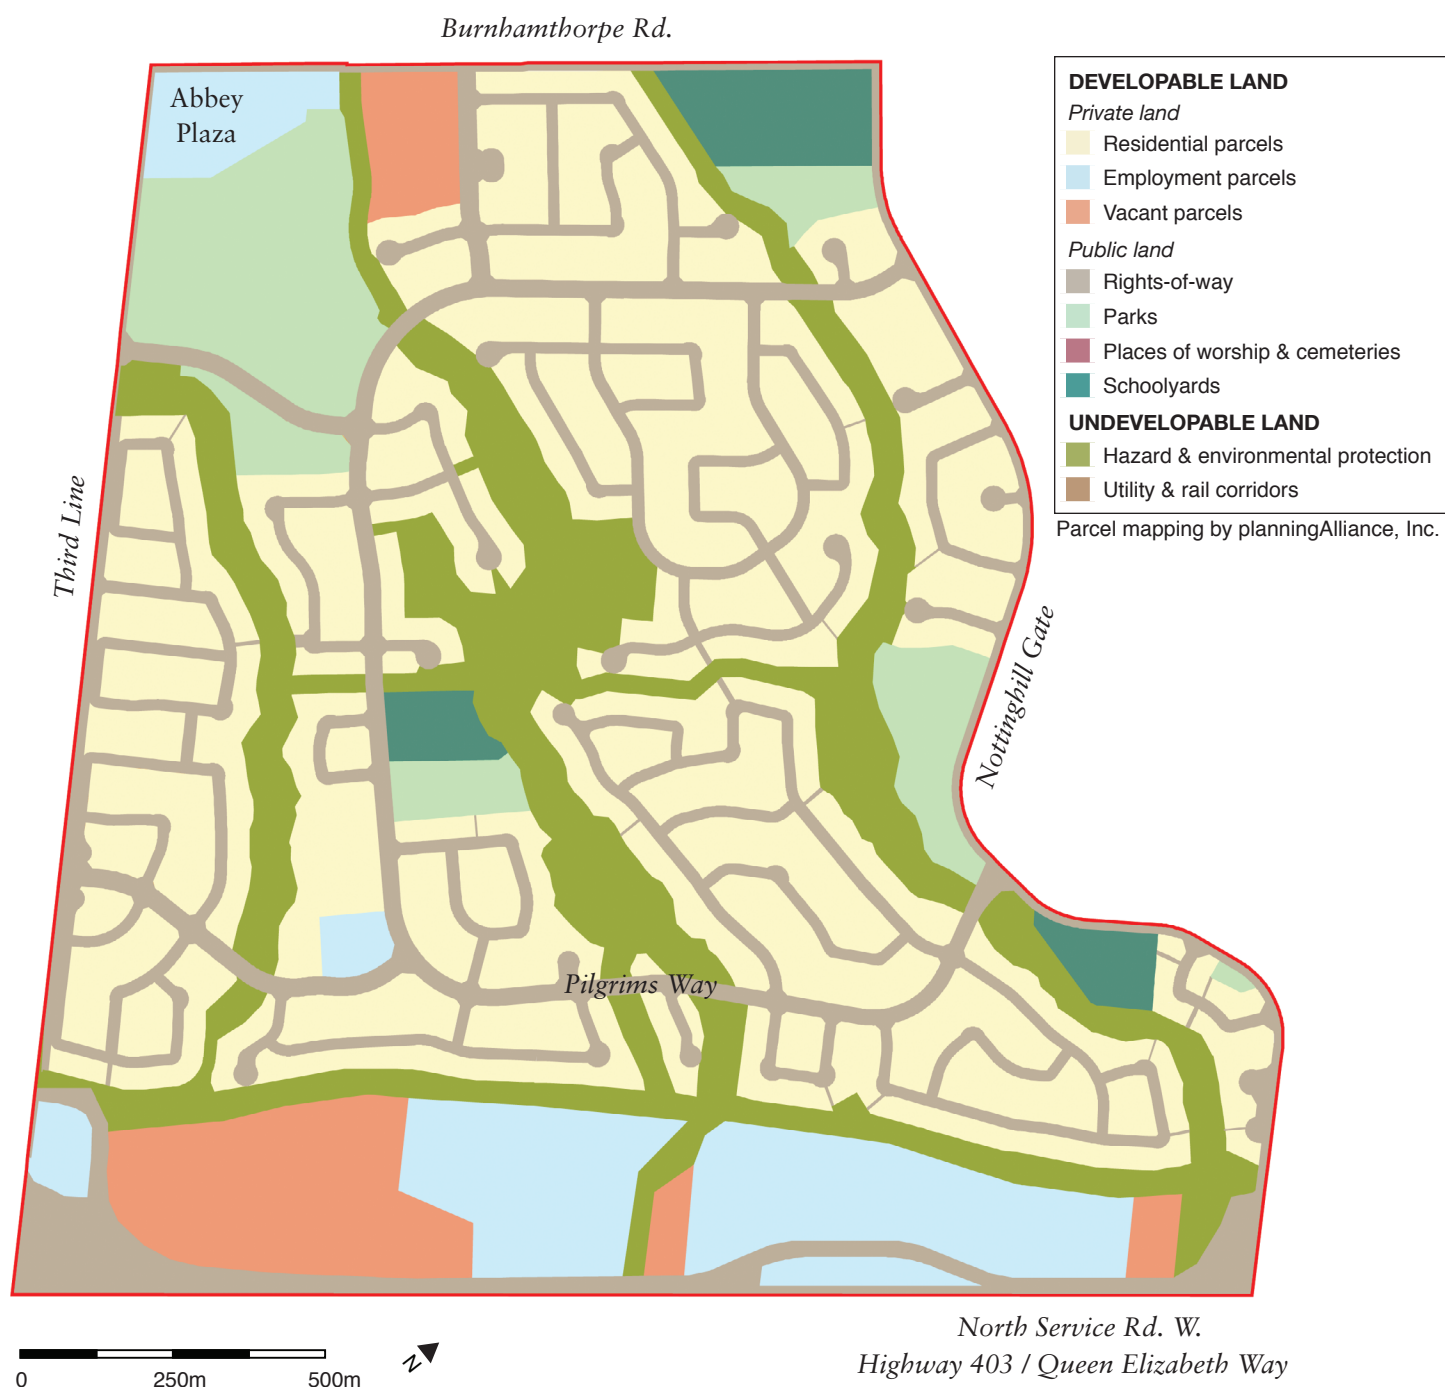 Burnhamthorpe Rd.
Abbey
Plaza
DEVELOPABLE LAND
Private land
Residential parcels
Employment parcels
Vacant parcels
Public land
Rights-of-way
Parks
Places of worship & cemeteries
Schoolyards
UNDEVELOPABLE LAND
Hazard & environmental protection
Utility & rail corridors
Parcel mapping by planningAlliance, Inc.
Third Line
Nottinghill Gate
Pilgrims Way
North Service Rd. W.
Highway 403 / Queen Elizabeth Way
0 250m 500m
N